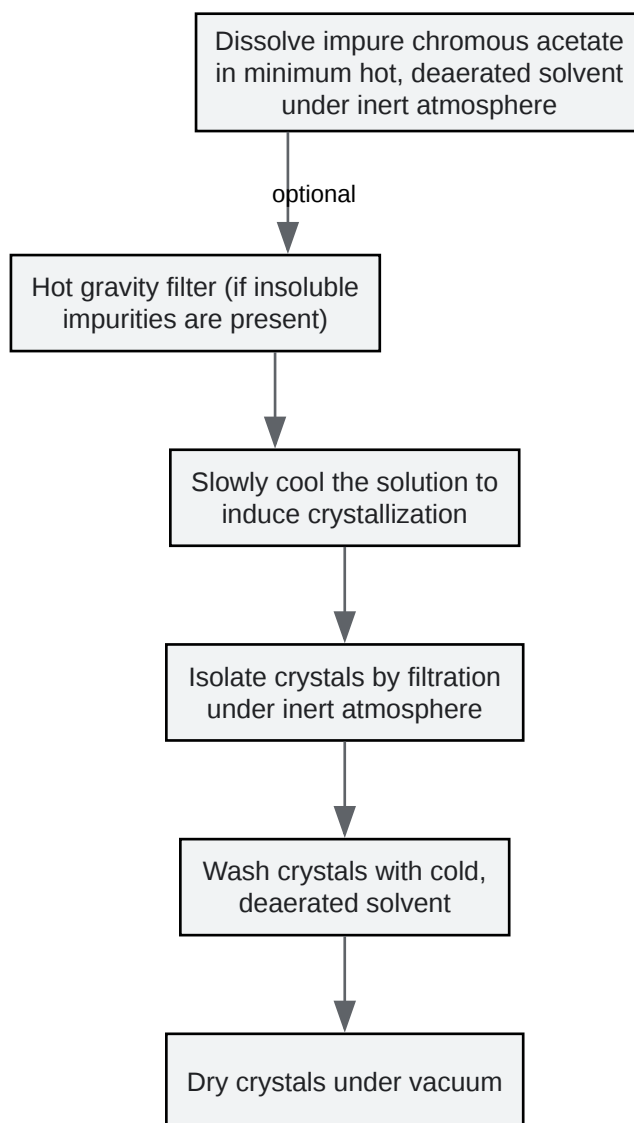 Dissolve impure chromous acetate
in minimum hot, deaerated solvent
under inert atmosphere
optional
Hot gravity filter (if insoluble
impurities are present)
Slowly cool the solution to
induce crystallization
Isolate crystals by filtration
under inert atmosphere
Wash crystals with cold,
deaerated solvent
Dry crystals under vacuum